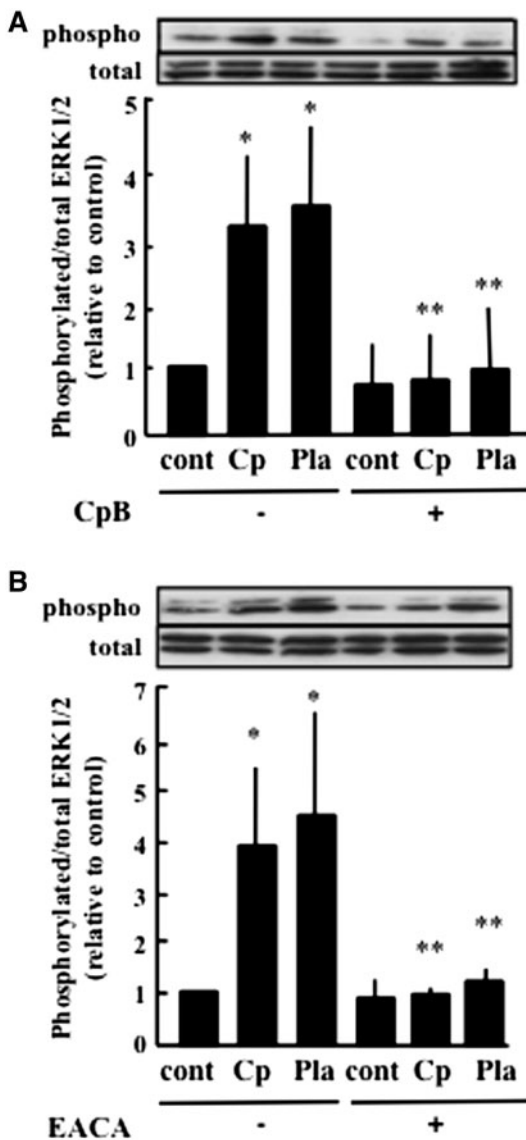 A
phospho
total
Phosphorylated/total ERK1/2
(relative to control)
5
4
3
1
0
*
*
**
**
cont Cp Pla cont Cp Pla
CpB - +
B
phospho
total
Phosphorylated/total ERK1/2
(relative to control)
7
6
4
3
2
1
0
*
*
**
**
cont Cp Pla cont Cp Pla
EACA - +